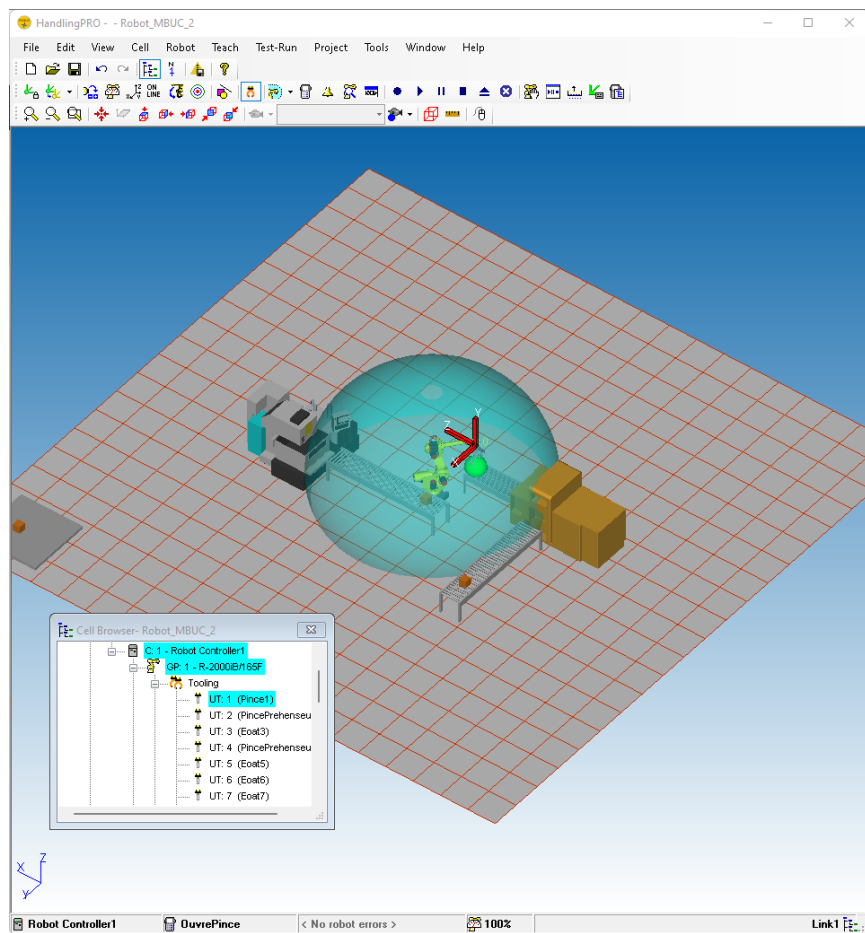 HandlingPRO - - Robot_MBUC_2
File Edit View Cell Robot Teach Test-Run Project Tools Window Help
ON
LINE
Y
Z
X
Cell Browser- Robot_MBUC_2
C: 1 - Robot Controller1
GP: 1 - R-2000iB/165F
Tooling
UT: 1 (Pince1)
UT: 2 (PincePrehenseu
UT: 3 (Eoat3)
UT: 4 (PincePrehenseu
UT: 5 (Eoat5)
UT: 6 (Eoat6)
UT: 7 (Eoat7)
Z
X
Y
Robot Controller1 OuvrePince < No robot errors > 100% Link1